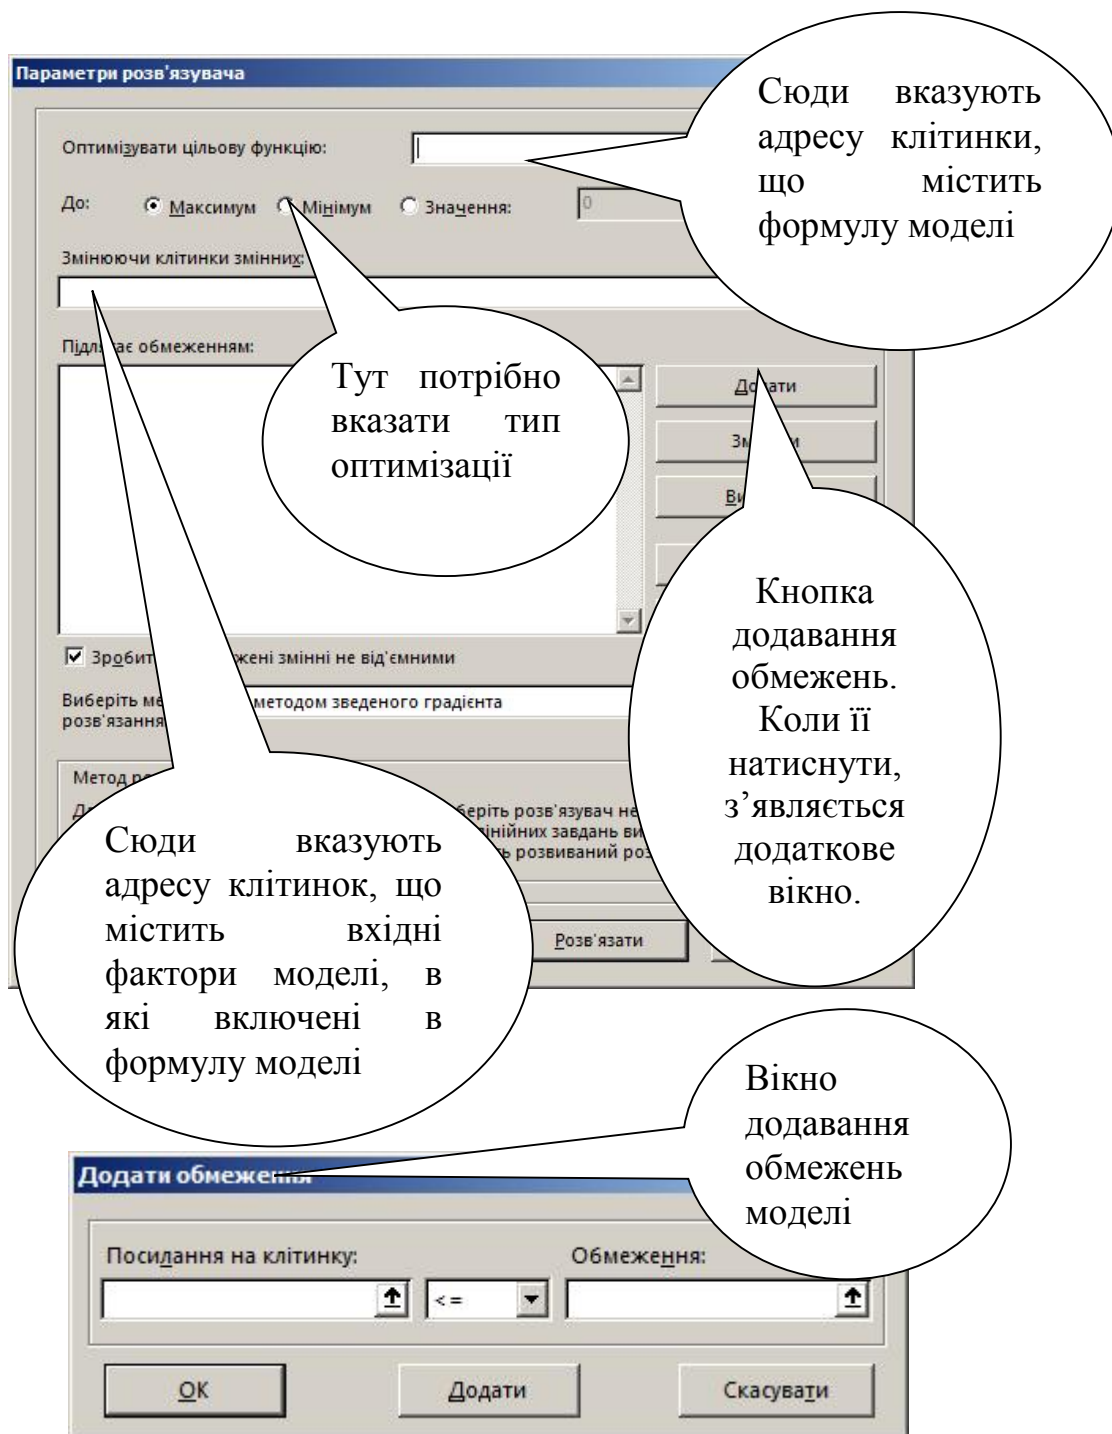 Параметри розв'язувача
Сюди вказують
адресу клітинки,
що містить
формулу моделі
Оптимізувати цільову функцію:
До: Максимум Мінімум Значення: 0
Змінюючи клітинки змінних:
Підлягає обмеженням:
Тут потрібно
вказати тип
оптимізації
Додати
Кнопка
додавання
обмежень.
Коли її
натиснути,
з’являється
додаткове
вікно.
від'ємними
змінні не
методом зведеного градієнта
Виберіть
розв'язання
Метод
розв'язувач
завдань
розвиваний
Розв'язати
Сюди вказують
адресу клітинок, що
містить вхідні
фактори моделі, в
які включені в
формулу моделі
Вікно
додавання
обмежень
моделі
Додати обмеження
Посилання на клітинку: Обмеження:
<=
OK Додати Скасувати